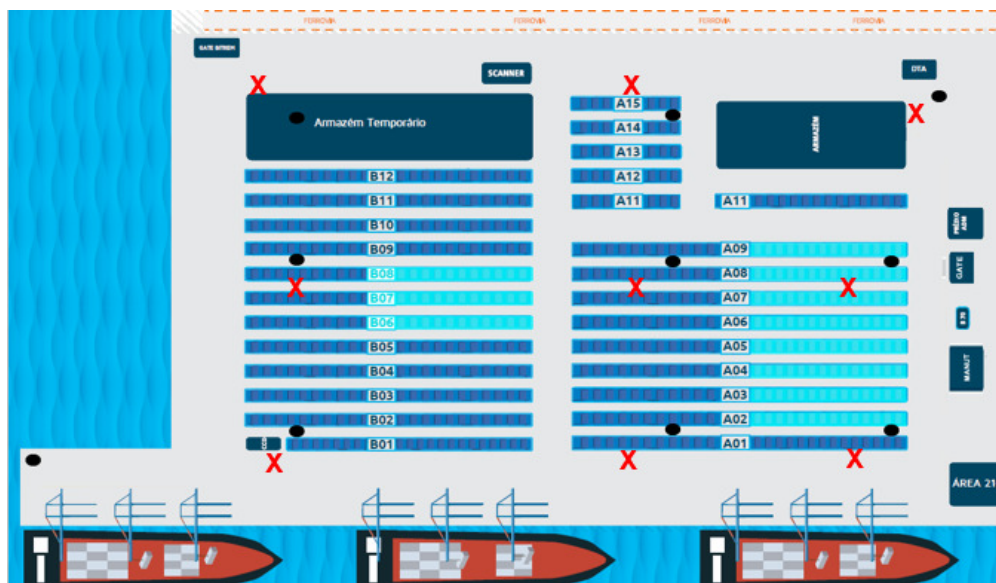 FERROVIA FERROVIA FERROVIA FERROVIA
GATE BITREM
SCANNER
DTA
X
X
X
Armazém Temporário
ARMAZÉM
A15
A14
A13
A12
A11
A11
B12
B11
B10
B09
B08
B07
B06
B05
B04
B03
B02
B01
CCO
A09
A08
A07
A06
A05
A04
A03
A02
A01
X
X
X
X
X
X
PRÉDIO ADM
GATE
MANUT
ÁREA 21